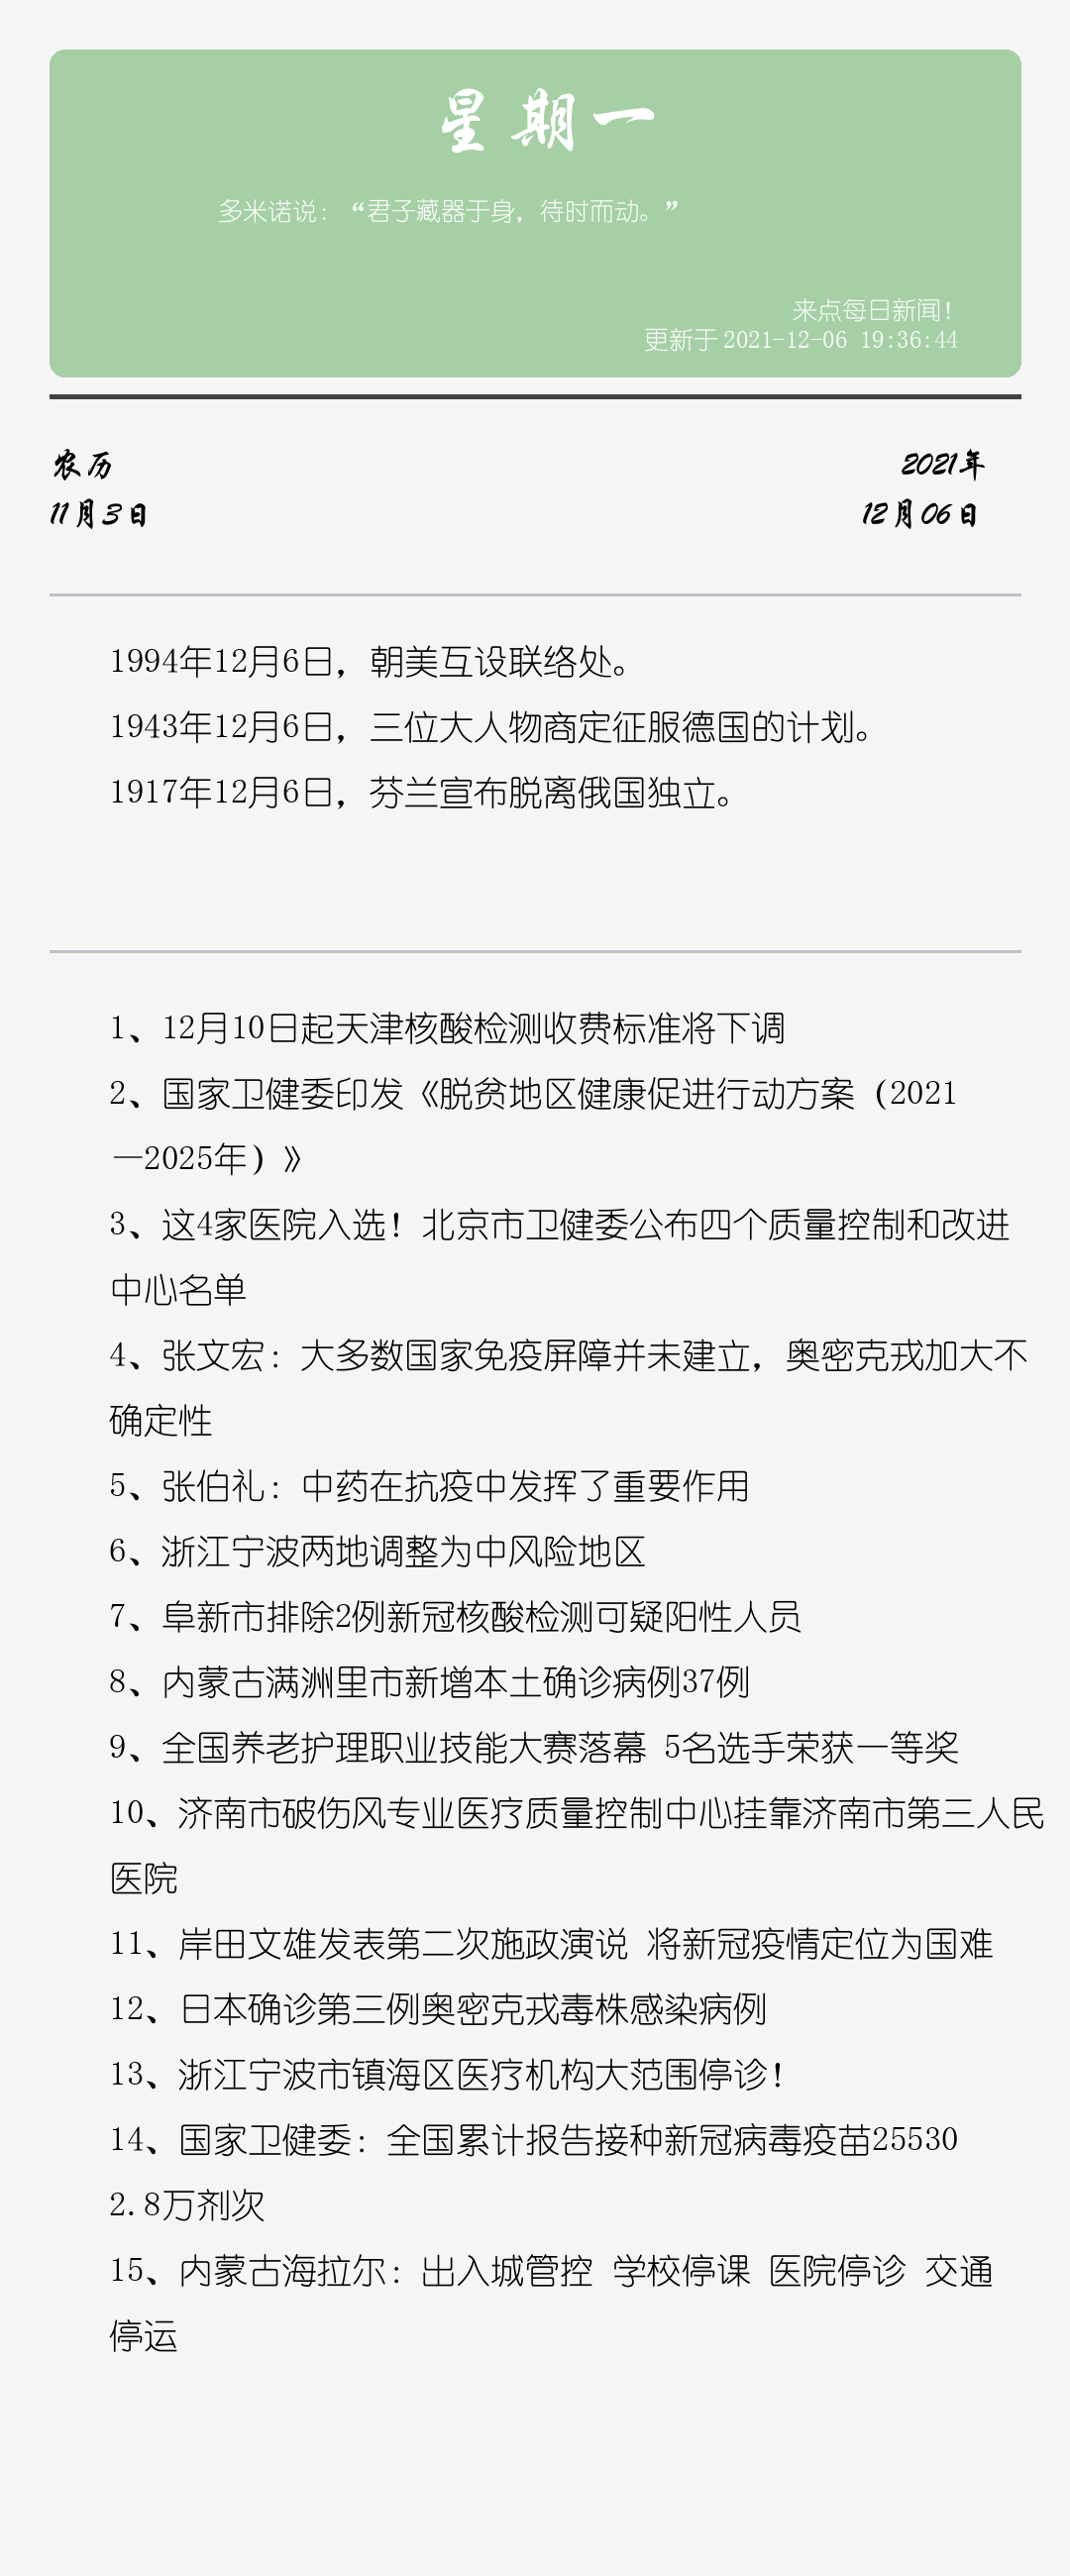 星期一
多米诺说：“君子藏器于身，待时而动。”
来点每日新闻！
更新于 2021-12-06 19:36:44
农历
2021年
11月3日
12月06日
1994年12月6日，朝美互设联络处。
1943年12月6日，三位大人物商定征服德国的计划。
1917年12月6日，芬兰宣布脱离俄国独立。
1、12月10日起天津核酸检测收费标准将下调
2、国家卫健委印发《脱贫地区健康促进行动方案（2021
—2025年）》
3、这4家医院入选！北京市卫健委公布四个质量控制和改进
中心名单
4、张文宏：大多数国家免疫屏障并未建立，奥密克戎加大不
确定性
5、张伯礼：中药在抗疫中发挥了重要作用
6、浙江宁波两地调整为中风险地区
7、阜新市排除2例新冠核酸检测可疑阳性人员
8、内蒙古满洲里市新增本土确诊病例37例
9、全国养老护理职业技能大赛落幕 5名选手荣获一等奖
10、济南市破伤风专业医疗质量控制中心挂靠济南市第三人民
医院
11、岸田文雄发表第二次施政演说 将新冠疫情定位为国难
12、日本确诊第三例奥密克戎毒株感染病例
13、浙江宁波市镇海区医疗机构大范围停诊！
14、国家卫健委：全国累计报告接种新冠病毒疫苗25530
2.8万剂次
15、内蒙古海拉尔：出入城管控 学校停课 医院停诊 交通
停运